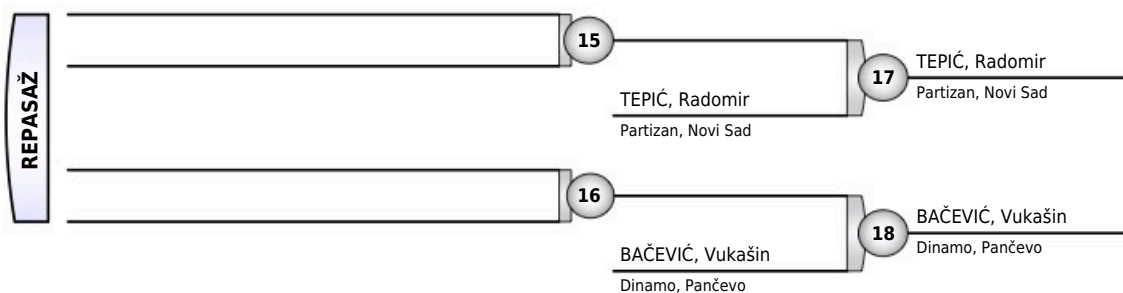 REPASAŽ
15
TEPIĆ, Radomir
Partizan, Novi Sad
17
TEPIĆ, Radomir
Partizan, Novi Sad
16
BAČEVIĆ, Vukašin
Dinamo, Pančevo
18
BAČEVIĆ, Vukašin
Dinamo, Pančevo